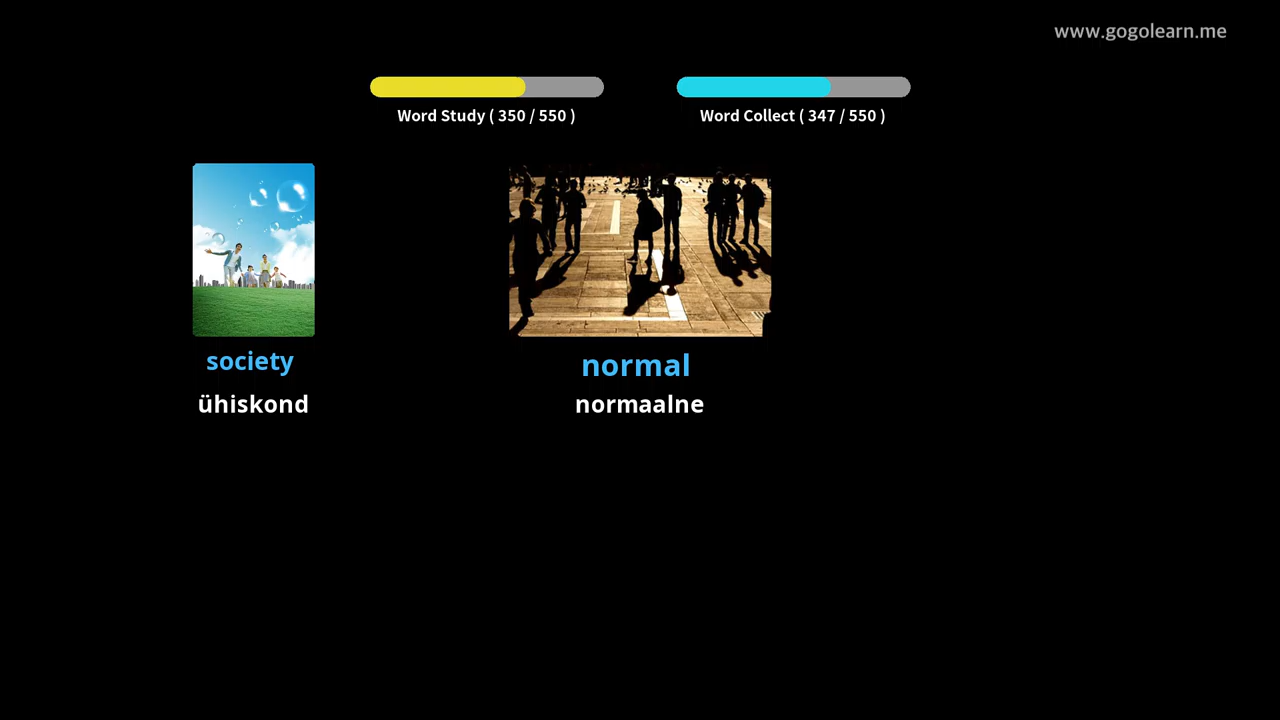 www.gogolearn.me
Word Study ( 350 / 550 )
Word Collect ( 347 / 550 )
society
ühiskond
normal
normaalne